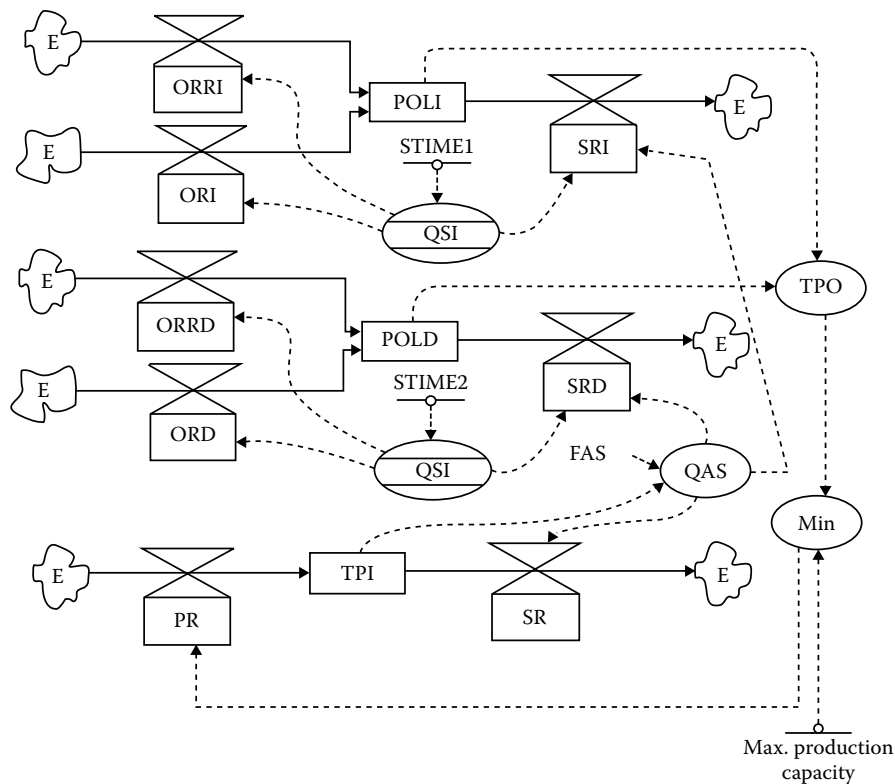 E
ORRI
POLI
SRI
E
E
ORI
STIME1
QSI
E
ORRD
POLD
SRD
E
TPO
E
ORD
STIME2
QSI
FAS
QAS
Min
E
PR
TPI
SR
E
Max. production
capacity